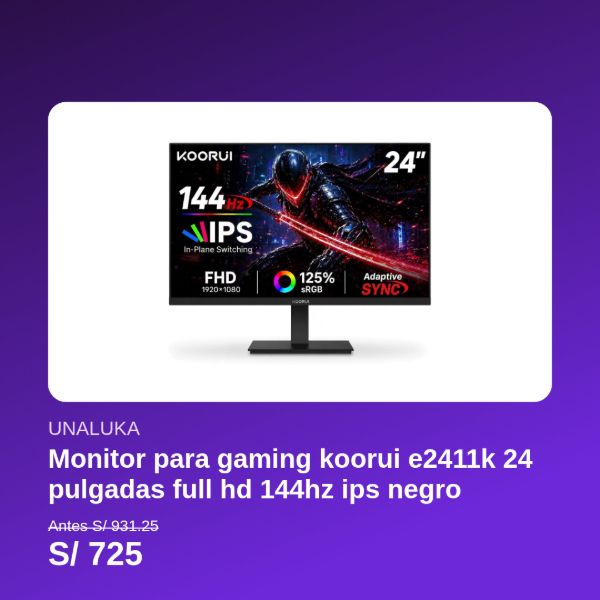 KOORUI
24"
144Hz
IPS
In-Plane Switching
FHD
1920×1080
125%
sRGB
Adaptive
SYNC
KOORUI
UNALUKA
Monitor para gaming koorui e2411k 24
pulgadas full hd 144hz ips negro
Antes S/ 931.25
S/ 725